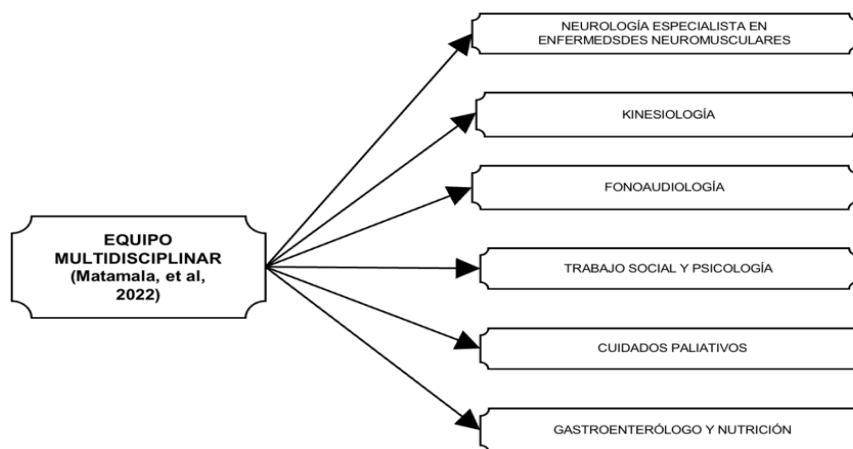 NEUROLOGÍA ESPECIALISTA EN
ENFERMEDSDES NEUROMUSCULARES
KINESIOLOGÍA
FONOAUDIOLOGÍA
EQUIPO
MULTIDISCIPLINAR
(Matamala, et al,
2022)
TRABAJO SOCIAL Y PSICOLOGÍA
CUIDADOS PALIATIVOS
GASTROENTERÓLOGO Y NUTRICIÓN